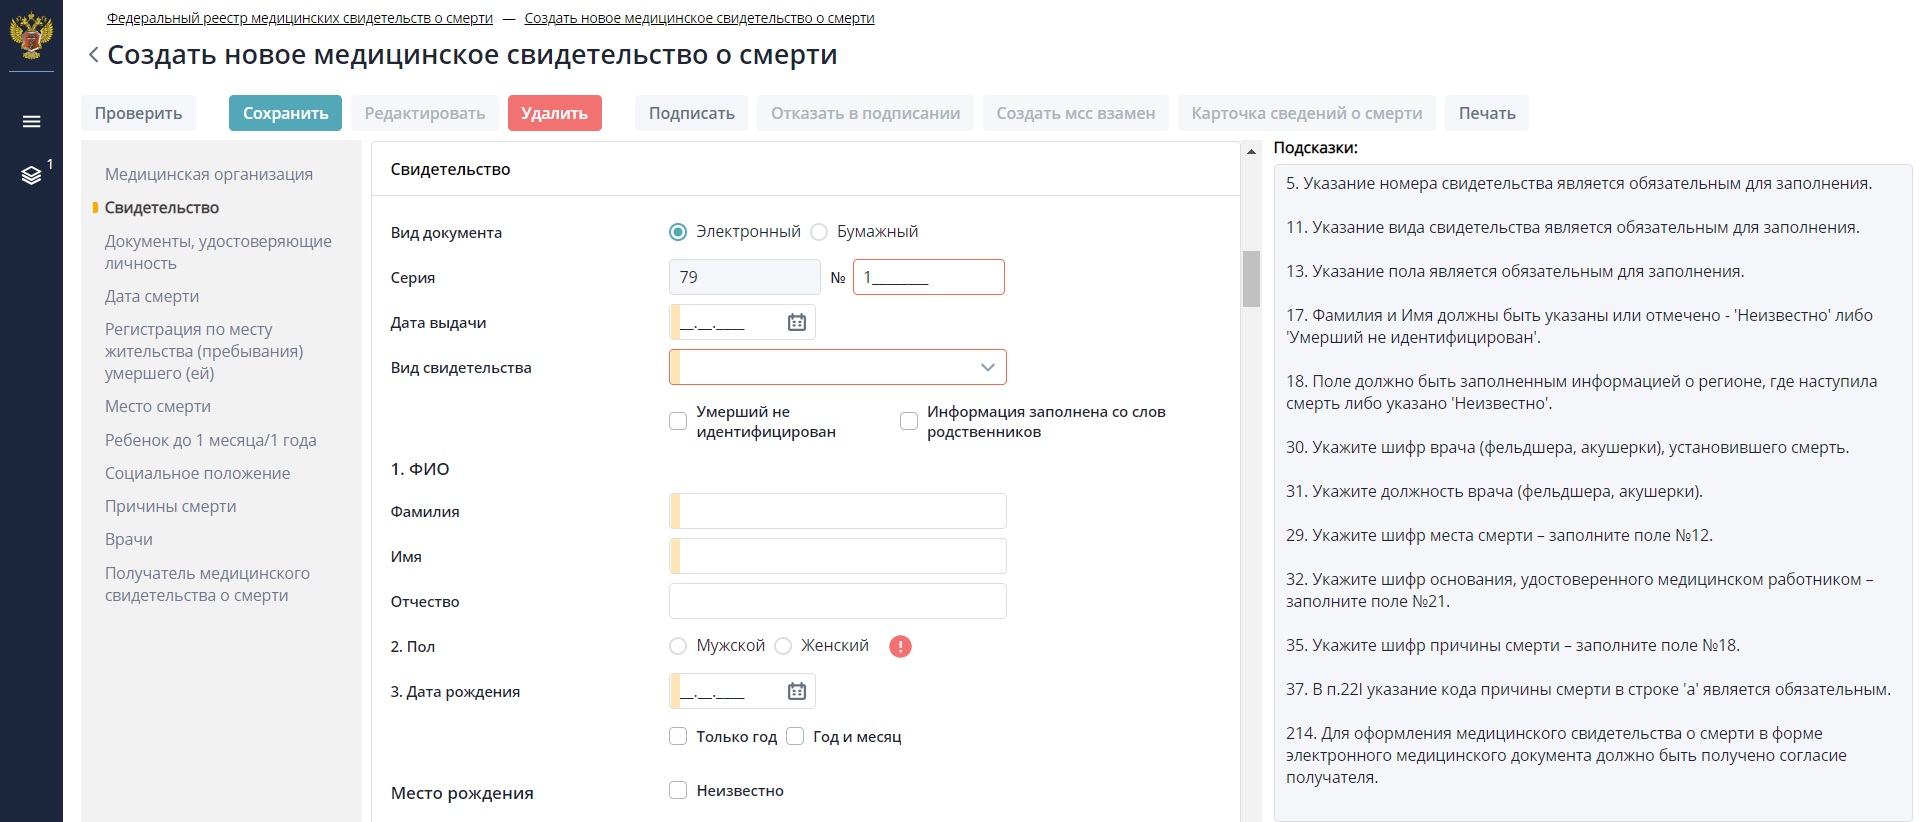 Федеральный реестр медицинских свидетельств о смерти — Создать новое медицинское свидетельство о смерти
Создать новое медицинское свидетельство о смерти
Проверить Сохранить Редактировать Удалить Подписать Отказать в подписании Создать мсс взамен Карточка сведений о смерти Печать
1
Медицинская организация
Свидетельство
Документы, удостоверяющие
личность
Дата смерти
Регистрация по месту
жительства (пребывания)
умершего (ей)
Место смерти
Ребенок до 1 месяца/1 года
Социальное положение
Причины смерти
Врачи
Получатель медицинского
свидетельства о смерти
Свидетельство
Вид документа Электронный Бумажный
Серия 79 № 1________
Дата выдачи __.__.____
Вид свидетельства
Умерший не
идентифицирован
Информация заполнена со слов
родственников
1. ФИО
Фамилия
Имя
Отчество
2. Пол Мужской Женский !
3. Дата рождения __.__.____
Только год Год и месяц
Место рождения Неизвестно
Подсказки:
5. Указание номера свидетельства является обязательным для заполнения.
11. Указание вида свидетельства является обязательным для заполнения.
13. Указание пола является обязательным для заполнения.
17. Фамилия и Имя должны быть указаны или отмечено - 'Неизвестно' либо
'Умерший не идентифицирован'.
18. Поле должно быть заполненным информацией о регионе, где наступила
смерть либо указано 'Неизвестно'.
30. Укажите шифр врача (фельдшера, акушерки), установившего смерть.
31. Укажите должность врача (фельдшера, акушерки).
29. Укажите шифр места смерти – заполните поле №12.
32. Укажите шифр основания, удостоверенного медицинском работником –
заполните поле №21.
35. Укажите шифр причины смерти – заполните поле №18.
37. В п.22I указание кода причины смерти в строке 'а' является обязательным.
214. Для оформления медицинского свидетельства о смерти в форме
электронного медицинского документа должно быть получено согласие
получателя.